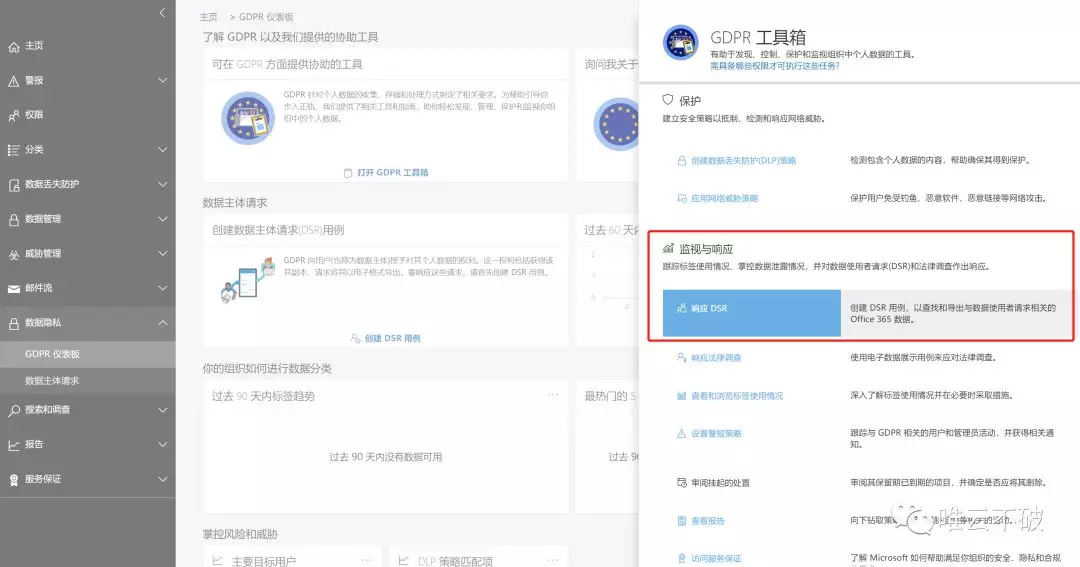 主页
警报
权限
分类
数据丢失防护
数据管理
威胁管理
邮件流
数据隐私
GDPR 仪表板
数据主体请求
搜索和调查
报告
服务保证
主页 > GDPR 仪表板
了解 GDPR 以及我们提供的协助工具
可在 GDPR 方面提供协助的工具
GDPR 针对个人数据的收集、存储和处理方式制定了相关要求。为帮助引导你
步入正轨，我们提供了相关工具和指南，助你轻松发现、管理、保护和监视你组
织中的个人数据。
打开 GDPR 工具箱
询问我关于
数据主体请求
创建数据主体请求(DSR)用例
GDPR 向用户(也称为数据主体)授予对其个人数据的权利。这一权利包括获得该
其副本、请求将其以电子格式导出。要响应这些请求，请首先创建 DSR 用例。
创建 DSR 用例
过去 60 天
2
4
0
0
你的组织如何进行数据分类
过去 90 天内标签趋势
过去 90 天内没有数据可用
最热门的 5
过去 9
掌控风险和威胁
主要目标用户
DLP 策略匹配项
GDPR 工具箱
有助于发现、控制、保护和监视组织中个人数据的工具。
需具备哪些权限才可执行这些任务?
保护
建立安全策略以抵制、检测和响应网络威胁。
创建数据丢失防护(DLP)策略
检测包含个人数据的内容，帮助确保其得到保护。
应用网络威胁策略
保护用户免受钓鱼、恶意软件、恶意链接等网络攻击。
监视与响应
跟踪标签使用情况、掌控数据泄露情况，并对数据使用者请求(DSR)和法律调查作出响应。
响应 DSR
创建 DSR 用例，以查找和导出与数据使用者请求相关的
Office 365 数据。
响应法律调查
使用电子数据展示用例来应对法律调查。
查看和浏览标签使用情况
深入了解标签使用情况并在必要时采取措施。
设置警报策略
跟踪与 GDPR 相关的用户和管理员活动，并获得相关通
知。
审阅挂起的处置
审阅其保留期已到期的项目，并确定是否应将其删除。
查看报告
向下钻取策
唯云不破
访问服务保证
了解 Microsoft 如何帮助满足你组织的安全、隐私和合规